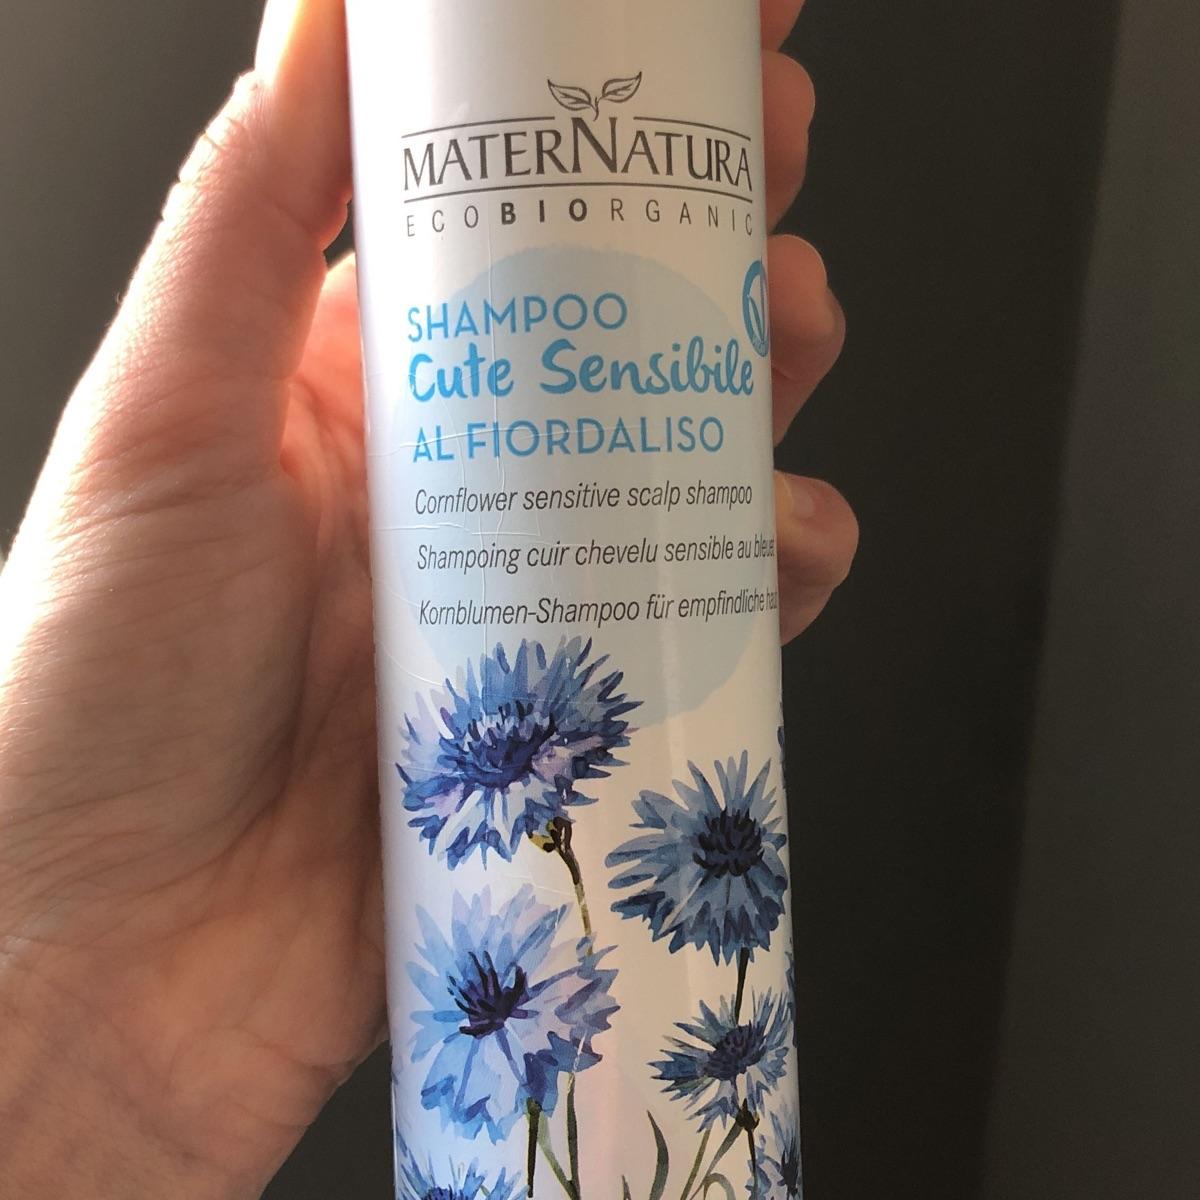 MATERNATURA
ECOBIORGANIC
SHAMPOO
Cute Sensibile
AL FIORDALISO
Cornflower sensitive scalp shampoo
Shampoing cuir chevelu sensible au bleuet
Kornblumen-Shampoo für empfindliche